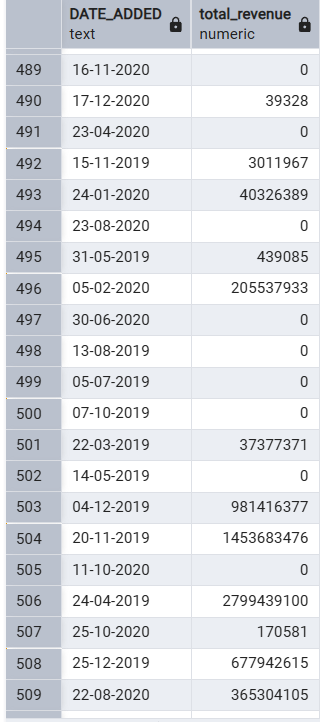 DATE_ADDED total_revenue
text numeric
489 16-11-2020 0
490 17-12-2020 39328
491 23-04-2020 0
492 15-11-2019 3011967
493 24-01-2020 40326389
494 23-08-2020 0
495 31-05-2019 439085
496 05-02-2020 205537933
497 30-06-2020 0
498 13-08-2019 0
499 05-07-2019 0
500 07-10-2019 0
501 22-03-2019 37377371
502 14-05-2019 0
503 04-12-2019 981416377
504 20-11-2019 1453683476
505 11-10-2020 0
506 24-04-2019 2799439100
507 25-10-2020 170581
508 25-12-2019 677942615
509 22-08-2020 365304105